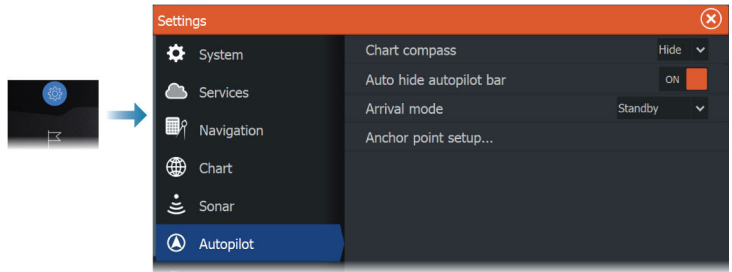 Settings
System
Services
Navigation
Chart
Sonar
Autopilot
Chart compass Hide
Auto hide autopilot bar ON
Arrival mode Standby
Anchor point setup...